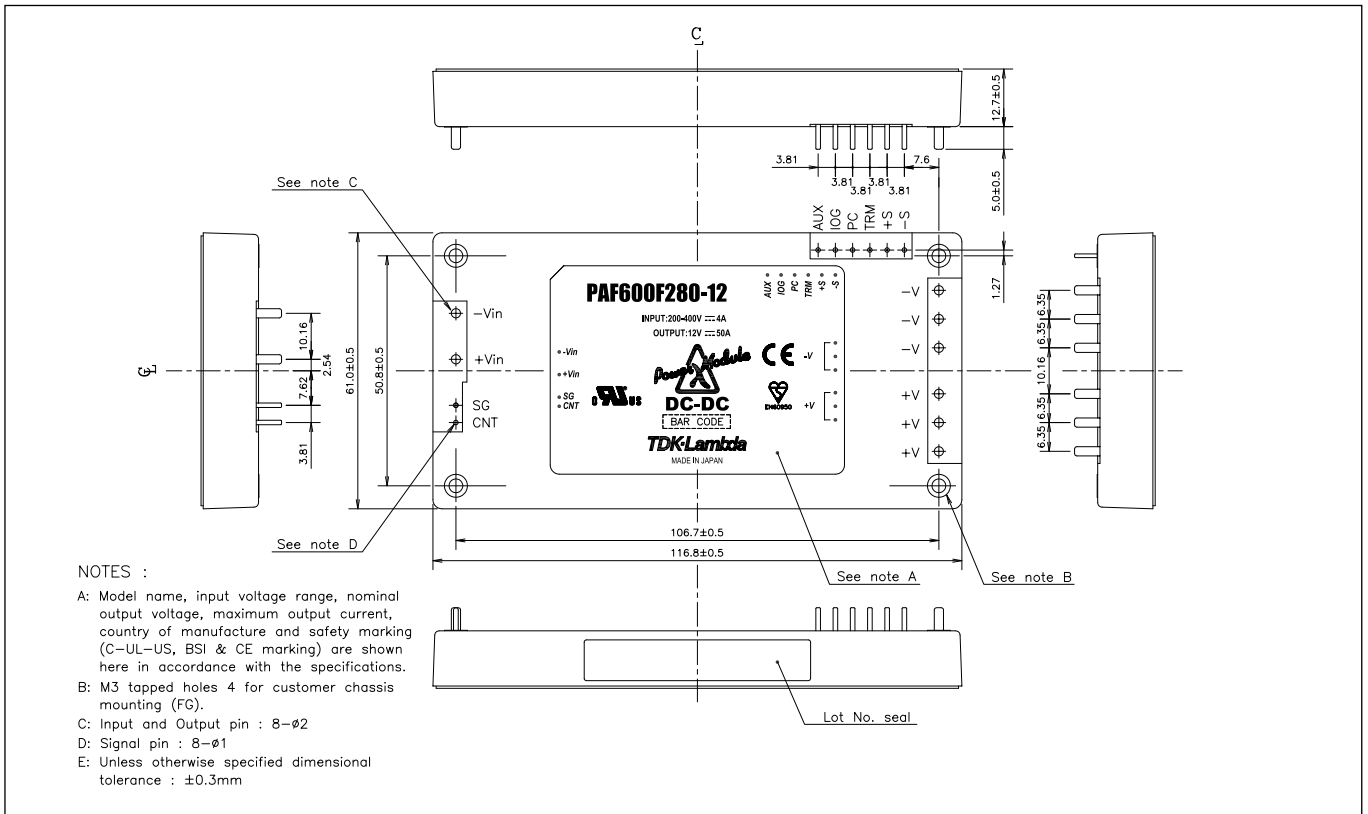 C
L
12.7±0.5
5.0±0.5
3.81
7.6
3.81
3.81
3.81
3.81
See note C
AUX
IOG
PC
TRM
+S
-S
1.27
PAF600F280-12
AUX
IOG
PC
TRM
+S
-S
INPUT:200-400V ⎓ 4A
OUTPUT:12V ⎓ 50A
-Vin
+Vin
SG
CNT
Power Module
CE
-V
+V
C UL US
DC-DC
EN60950
BAR CODE
TDK·Lambda
MADE IN JAPAN
-Vin
+Vin
SG
CNT
-V
-V
-V
+V
+V
+V
C
L
10.16
2.54
7.62
3.81
61.0±0.5
50.8±0.5
6.35
6.35
10.16
6.35
6.35
See note D
106.7±0.5
116.8±0.5
See note A
See note B
Lot No. seal
NOTES :
A: Model name, input voltage range, nominal
output voltage, maximum output current,
country of manufacture and safety marking
(C-UL-US, BSI & CE marking) are shown
here in accordance with the specifications.
B: M3 tapped holes 4 for customer chassis
mounting (FG).
C: Input and Output pin : 8-ø2
D: Signal pin : 8-ø1
E: Unless otherwise specified dimensional
tolerance : ±0.3mm